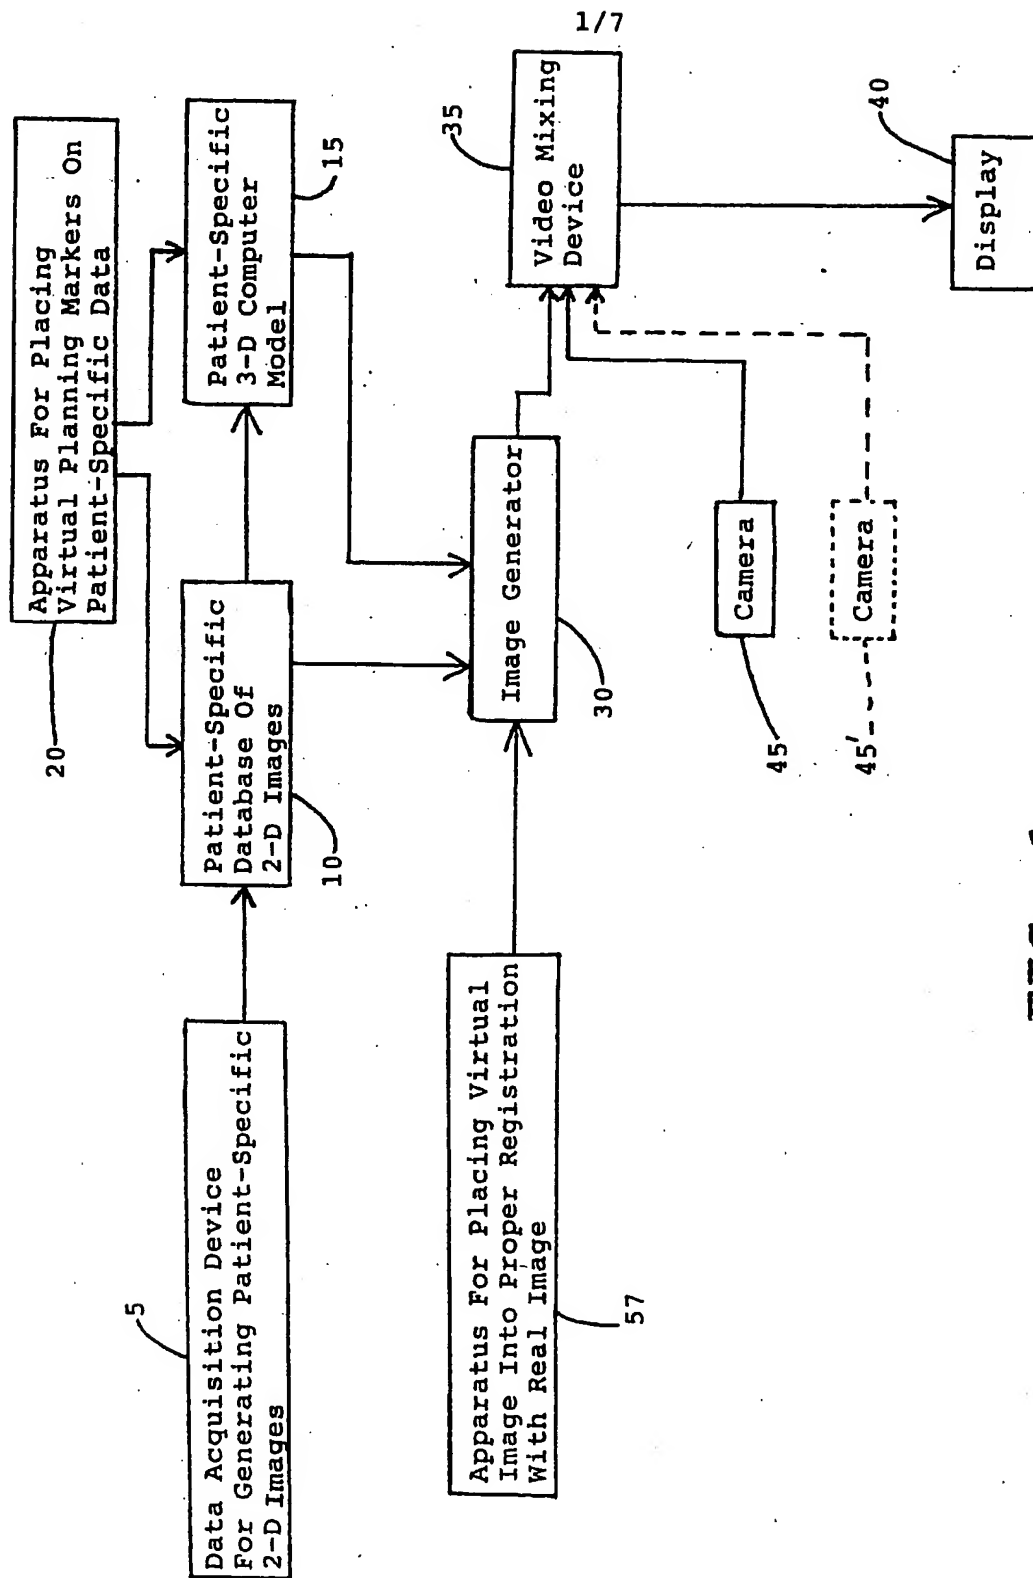 1/7
Apparatus For Placing
Virtual Planning Markers On
Patient-Specific Data
20
Data Acquisition Device
For Generating Patient-Specific
2-D Images
5
Patient-Specific
Database Of
2-D Images
10
Patient-Specific
3-D Computer
Model
15
Apparatus For Placing Virtual
Image Into Proper Registration
With Real Image
57
Image Generator
30
Video Mixing
Device
35
Camera
45
Camera
45'
Display
40